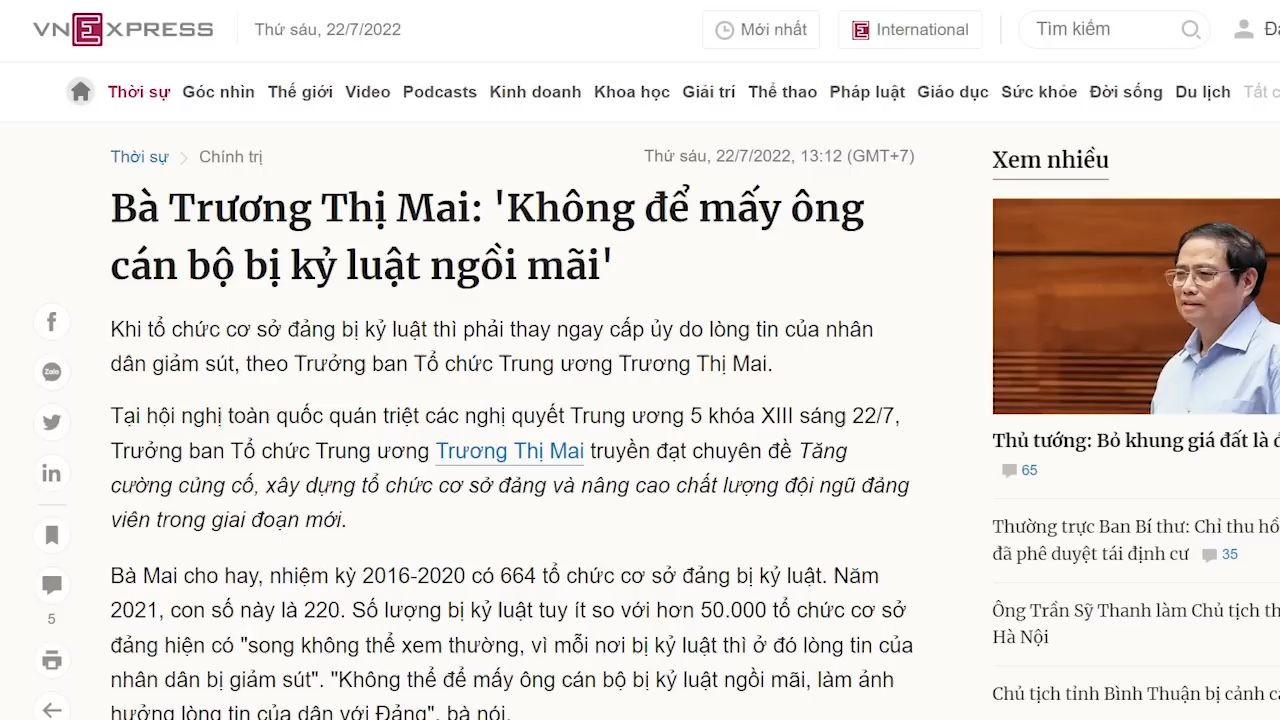 VNEXPRESS
Thứ sáu, 22/7/2022
Mới nhất
E International
Tìm kiếm
Thời sự Góc nhìn Thế giới Video Podcasts Kinh doanh Khoa học Giải trí Thể thao Pháp luật Giáo dục Sức khỏe Đời sống Du lịch Tất
Thời sự Chính trị
Thứ sáu, 22/7/2022, 13:12 (GMT+7)
Bà Trương Thị Mai: 'Không để mấy ông
cán bộ bị kỷ luật ngồi mãi'
Khi tổ chức cơ sở đảng bị kỷ luật thì phải thay ngay cấp ủy do lòng tin của nhân
dân giảm sút, theo Trưởng ban Tổ chức Trung ương Trương Thị Mai.
Tại hội nghị toàn quốc quán triệt các nghị quyết Trung ương 5 khóa XIII sáng 22/7,
Trưởng ban Tổ chức Trung ương Trương Thị Mai truyền đạt chuyên đề Tăng
cường củng cố, xây dựng tổ chức cơ sở đảng và nâng cao chất lượng đội ngũ đảng
viên trong giai đoạn mới.
Bà Mai cho hay, nhiệm kỳ 2016-2020 có 664 tổ chức cơ sở đảng bị kỷ luật. Năm
2021, con số này là 220. Số lượng bị kỷ luật tuy ít so với hơn 50.000 tổ chức cơ sở
đảng hiện có "song không thể xem thường, vì mỗi nơi bị kỷ luật thì ở đó lòng tin của
nhân dân bị giảm sút". "Không thể để mấy ông cán bộ bị kỷ luật ngồi mãi, làm ảnh
hưởng lòng tin của dân với Đảng", bà nói.
Zalo
5
Xem nhiều
Thủ tướng: Bỏ khung giá đất là
65
Thường trực Ban Bí thư: Chỉ thu
đã phê duyệt tái định cư 35
Ông Trần Sỹ Thanh làm Chủ tịch
Hà Nội
Chủ tịch tỉnh Bình Thuận bị cảnh